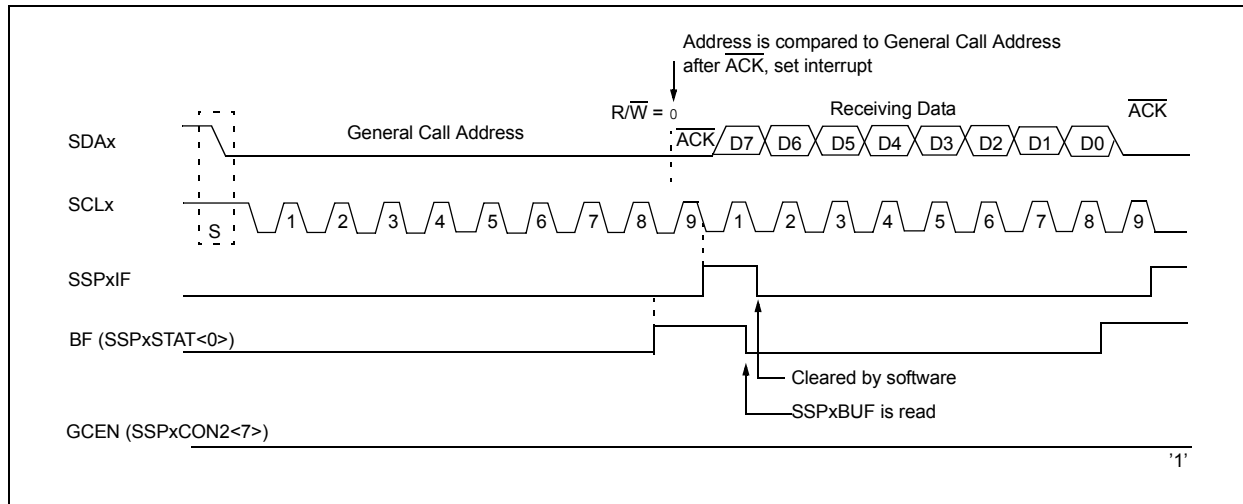 Address is compared to General Call Address
after ACK, set interrupt
R/W = 0
Receiving Data
ACK
SDAx
General Call Address
ACK
D7 D6 D5 D4 D3 D2 D1 D0
SCLx
S
1 2 3 4 5 6 7 8 9 1 2 3 4 5 6 7 8 9
SSPxIF
BF (SSPxSTAT<0>)
Cleared by software
SSPxBUF is read
GCEN (SSPxCON2<7>)
'1'